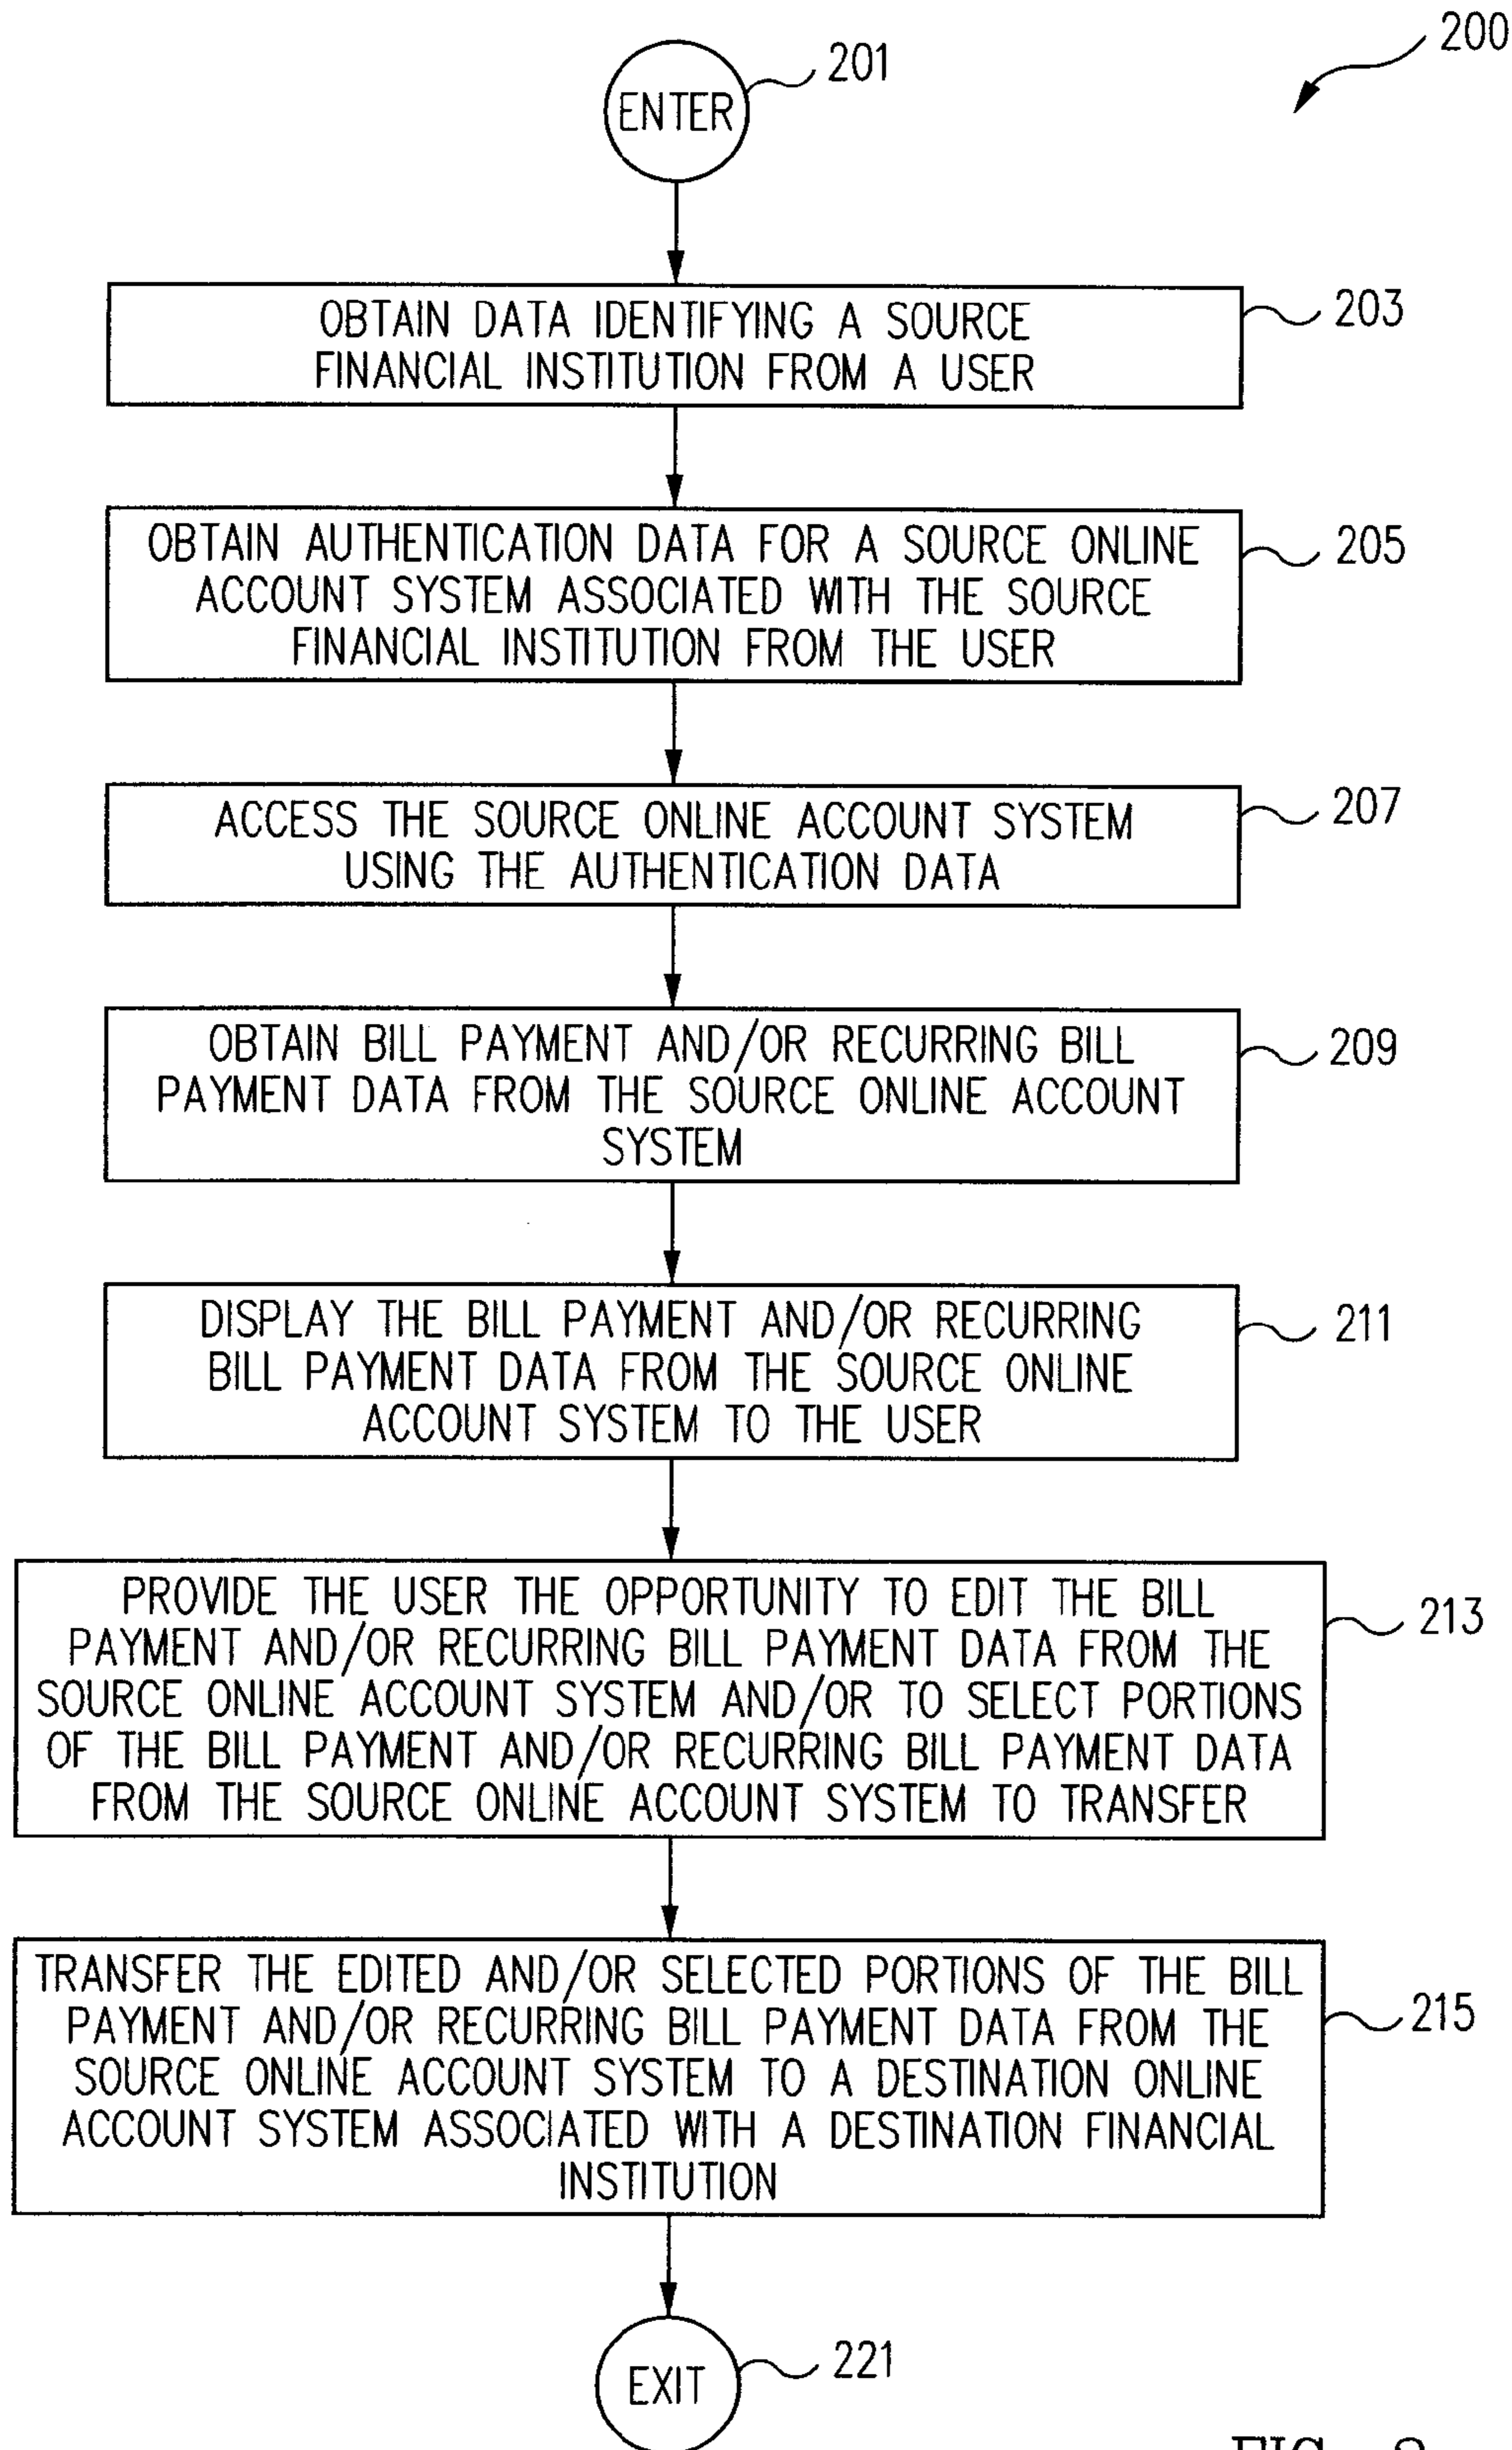 200
201
ENTER
OBTAIN DATA IDENTIFYING A SOURCE
FINANCIAL INSTITUTION FROM A USER
203
OBTAIN AUTHENTICATION DATA FOR A SOURCE ONLINE
ACCOUNT SYSTEM ASSOCIATED WITH THE SOURCE
FINANCIAL INSTITUTION FROM THE USER
205
ACCESS THE SOURCE ONLINE ACCOUNT SYSTEM
USING THE AUTHENTICATION DATA
207
OBTAIN BILL PAYMENT AND/OR RECURRING BILL
PAYMENT DATA FROM THE SOURCE ONLINE ACCOUNT
SYSTEM
209
DISPLAY THE BILL PAYMENT AND/OR RECURRING
BILL PAYMENT DATA FROM THE SOURCE ONLINE
ACCOUNT SYSTEM TO THE USER
211
PROVIDE THE USER THE OPPORTUNITY TO EDIT THE BILL
PAYMENT AND/OR RECURRING BILL PAYMENT DATA FROM THE
SOURCE ONLINE ACCOUNT SYSTEM AND/OR TO SELECT PORTIONS
OF THE BILL PAYMENT AND/OR RECURRING BILL PAYMENT DATA
FROM THE SOURCE ONLINE ACCOUNT SYSTEM TO TRANSFER
213
TRANSFER THE EDITED AND/OR SELECTED PORTIONS OF THE BILL
PAYMENT AND/OR RECURRING BILL PAYMENT DATA FROM THE
SOURCE ONLINE ACCOUNT SYSTEM TO A DESTINATION ONLINE
ACCOUNT SYSTEM ASSOCIATED WITH A DESTINATION FINANCIAL
INSTITUTION
215
EXIT
221